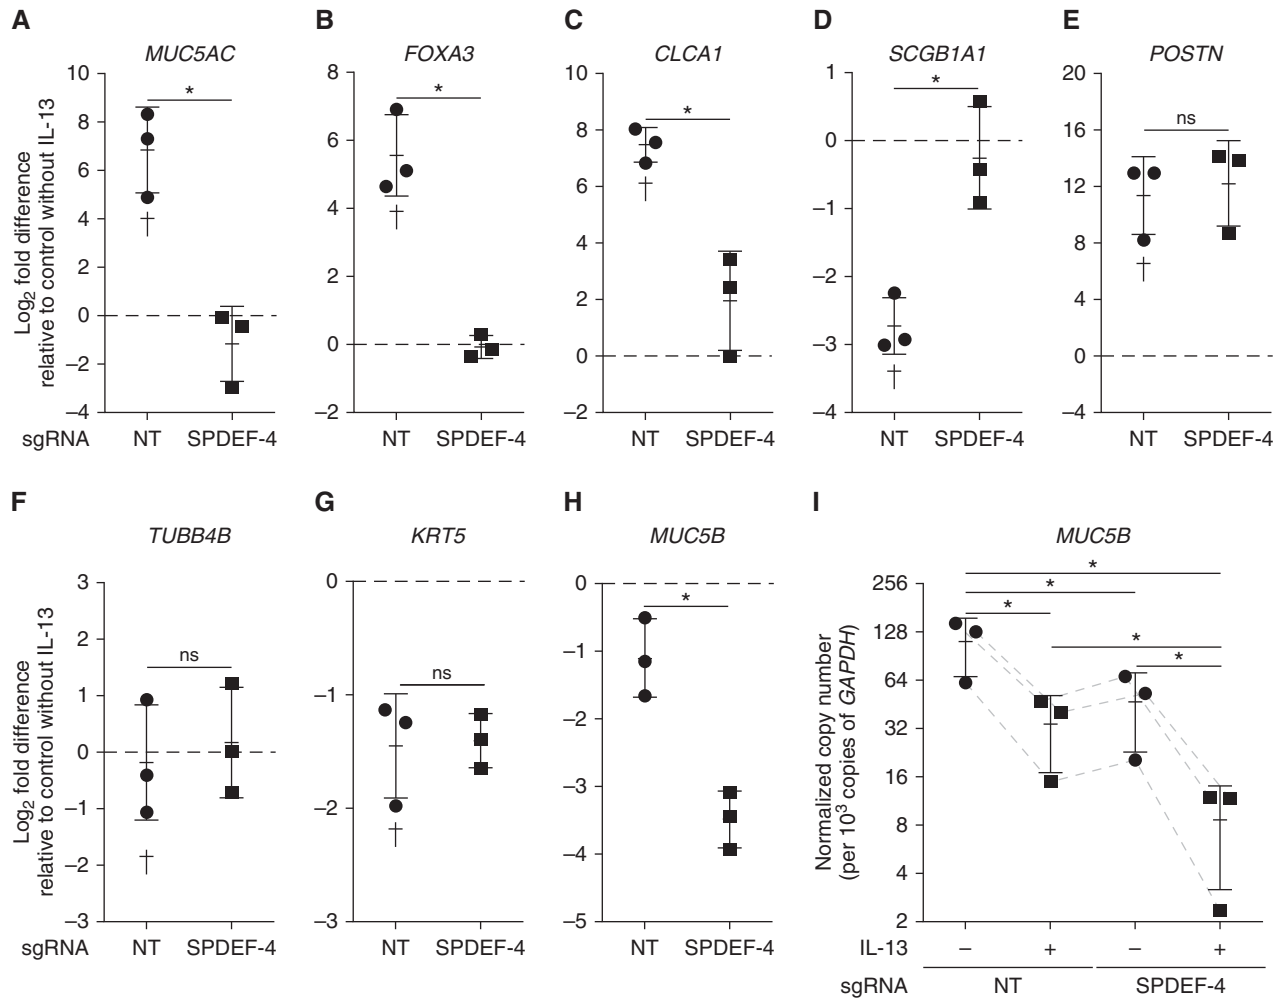 A
B
C
D
E
MUC5AC
FOXA3
CLCA1
SCGB1A1
POSTN
Log2 fold difference
relative to control without IL-13
10
8
6
4
2
0
–2
–4
*
†
8
6
4
2
0
–2
*
†
10
8
6
4
2
0
–2
*
†
1
0
–1
–2
–3
–4
*
†
20
16
12
8
4
0
–4
ns
†
sgRNA
NT
SPDEF-4
NT
SPDEF-4
NT
SPDEF-4
NT
SPDEF-4
NT
SPDEF-4
F
G
H
I
TUBB4B
KRT5
MUC5B
MUC5B
Log2 fold difference
relative to control without IL-13
3
2
1
0
–1
–2
–3
ns
†
0
–1
–2
–3
ns
†
0
–1
–2
–3
–4
–5
*
Normalized copy number
(per 10³ copies of GAPDH)
256
128
64
32
16
8
4
2
*
*
*
*
*
sgRNA
NT
SPDEF-4
NT
SPDEF-4
NT
SPDEF-4
IL-13
–
+
–
+
sgRNA
NT
SPDEF-4